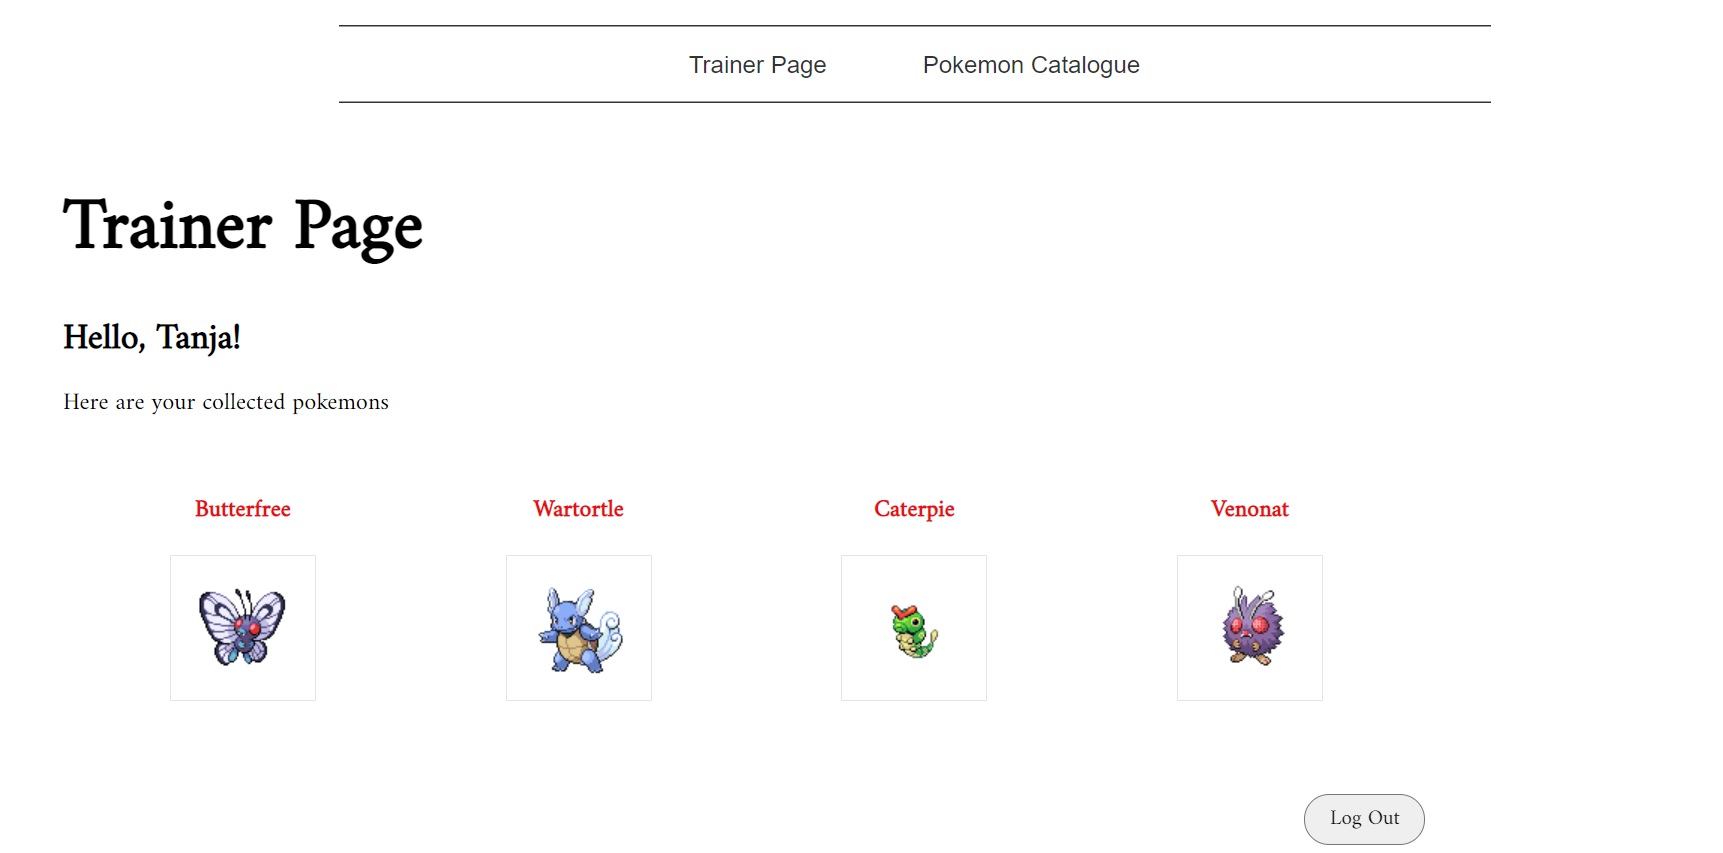 Trainer Page Pokemon Catalogue
Trainer Page
Hello, Tanja!
Here are your collected pokemons
Butterfree Wartortle Caterpie Venonat
Log Out